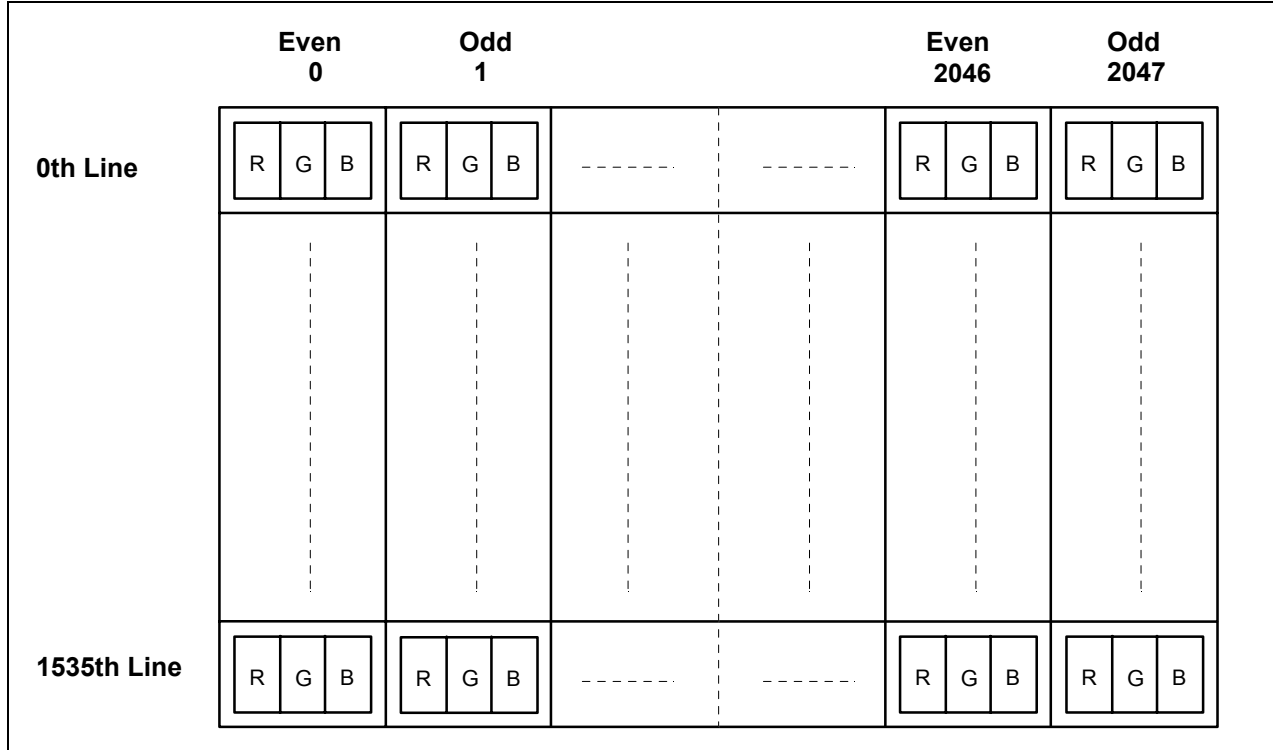 Even Odd Even Odd
0 1 2046 2047
0th Line R G B R G B R G B R G B
1535th Line R G B R G B R G B R G B